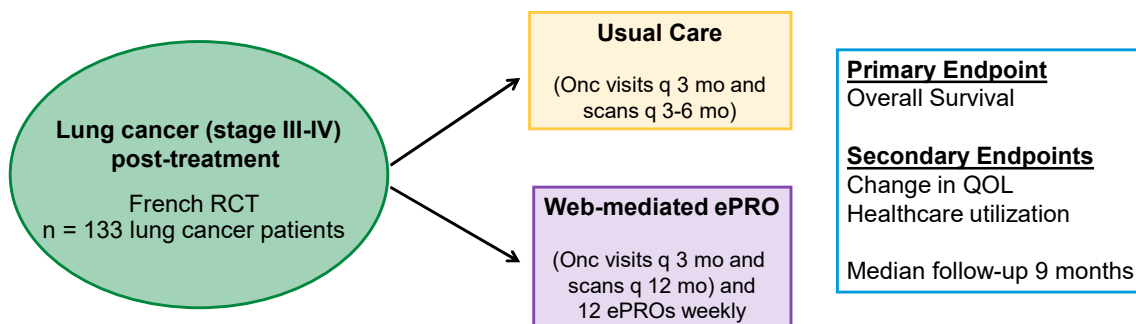 Lung cancer (stage III-IV)
post-treatment
French RCT
n = 133 lung cancer patients
Usual Care
(Onc visits q 3 mo and
scans q 3-6 mo)
Web-mediated ePRO
(Onc visits q 3 mo and
scans q 12 mo) and
12 ePROs weekly
Primary Endpoint
Overall Survival
Secondary Endpoints
Change in QOL
Healthcare utilization
Median follow-up 9 months